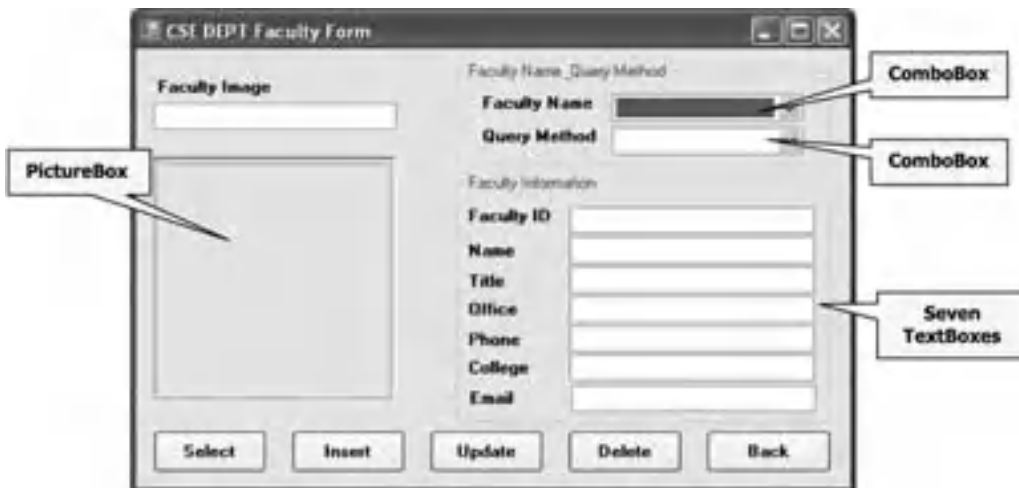 CSE DEPT Faculty Form
Faculty Image
Faculty Name_Query Method
Faculty Name
Query Method
ComboBox
ComboBox
PictureBox
Faculty Information
Faculty ID
Name
Title
Office
Phone
College
Email
Seven
TextBoxes
Select
Insert
Update
Delete
Back